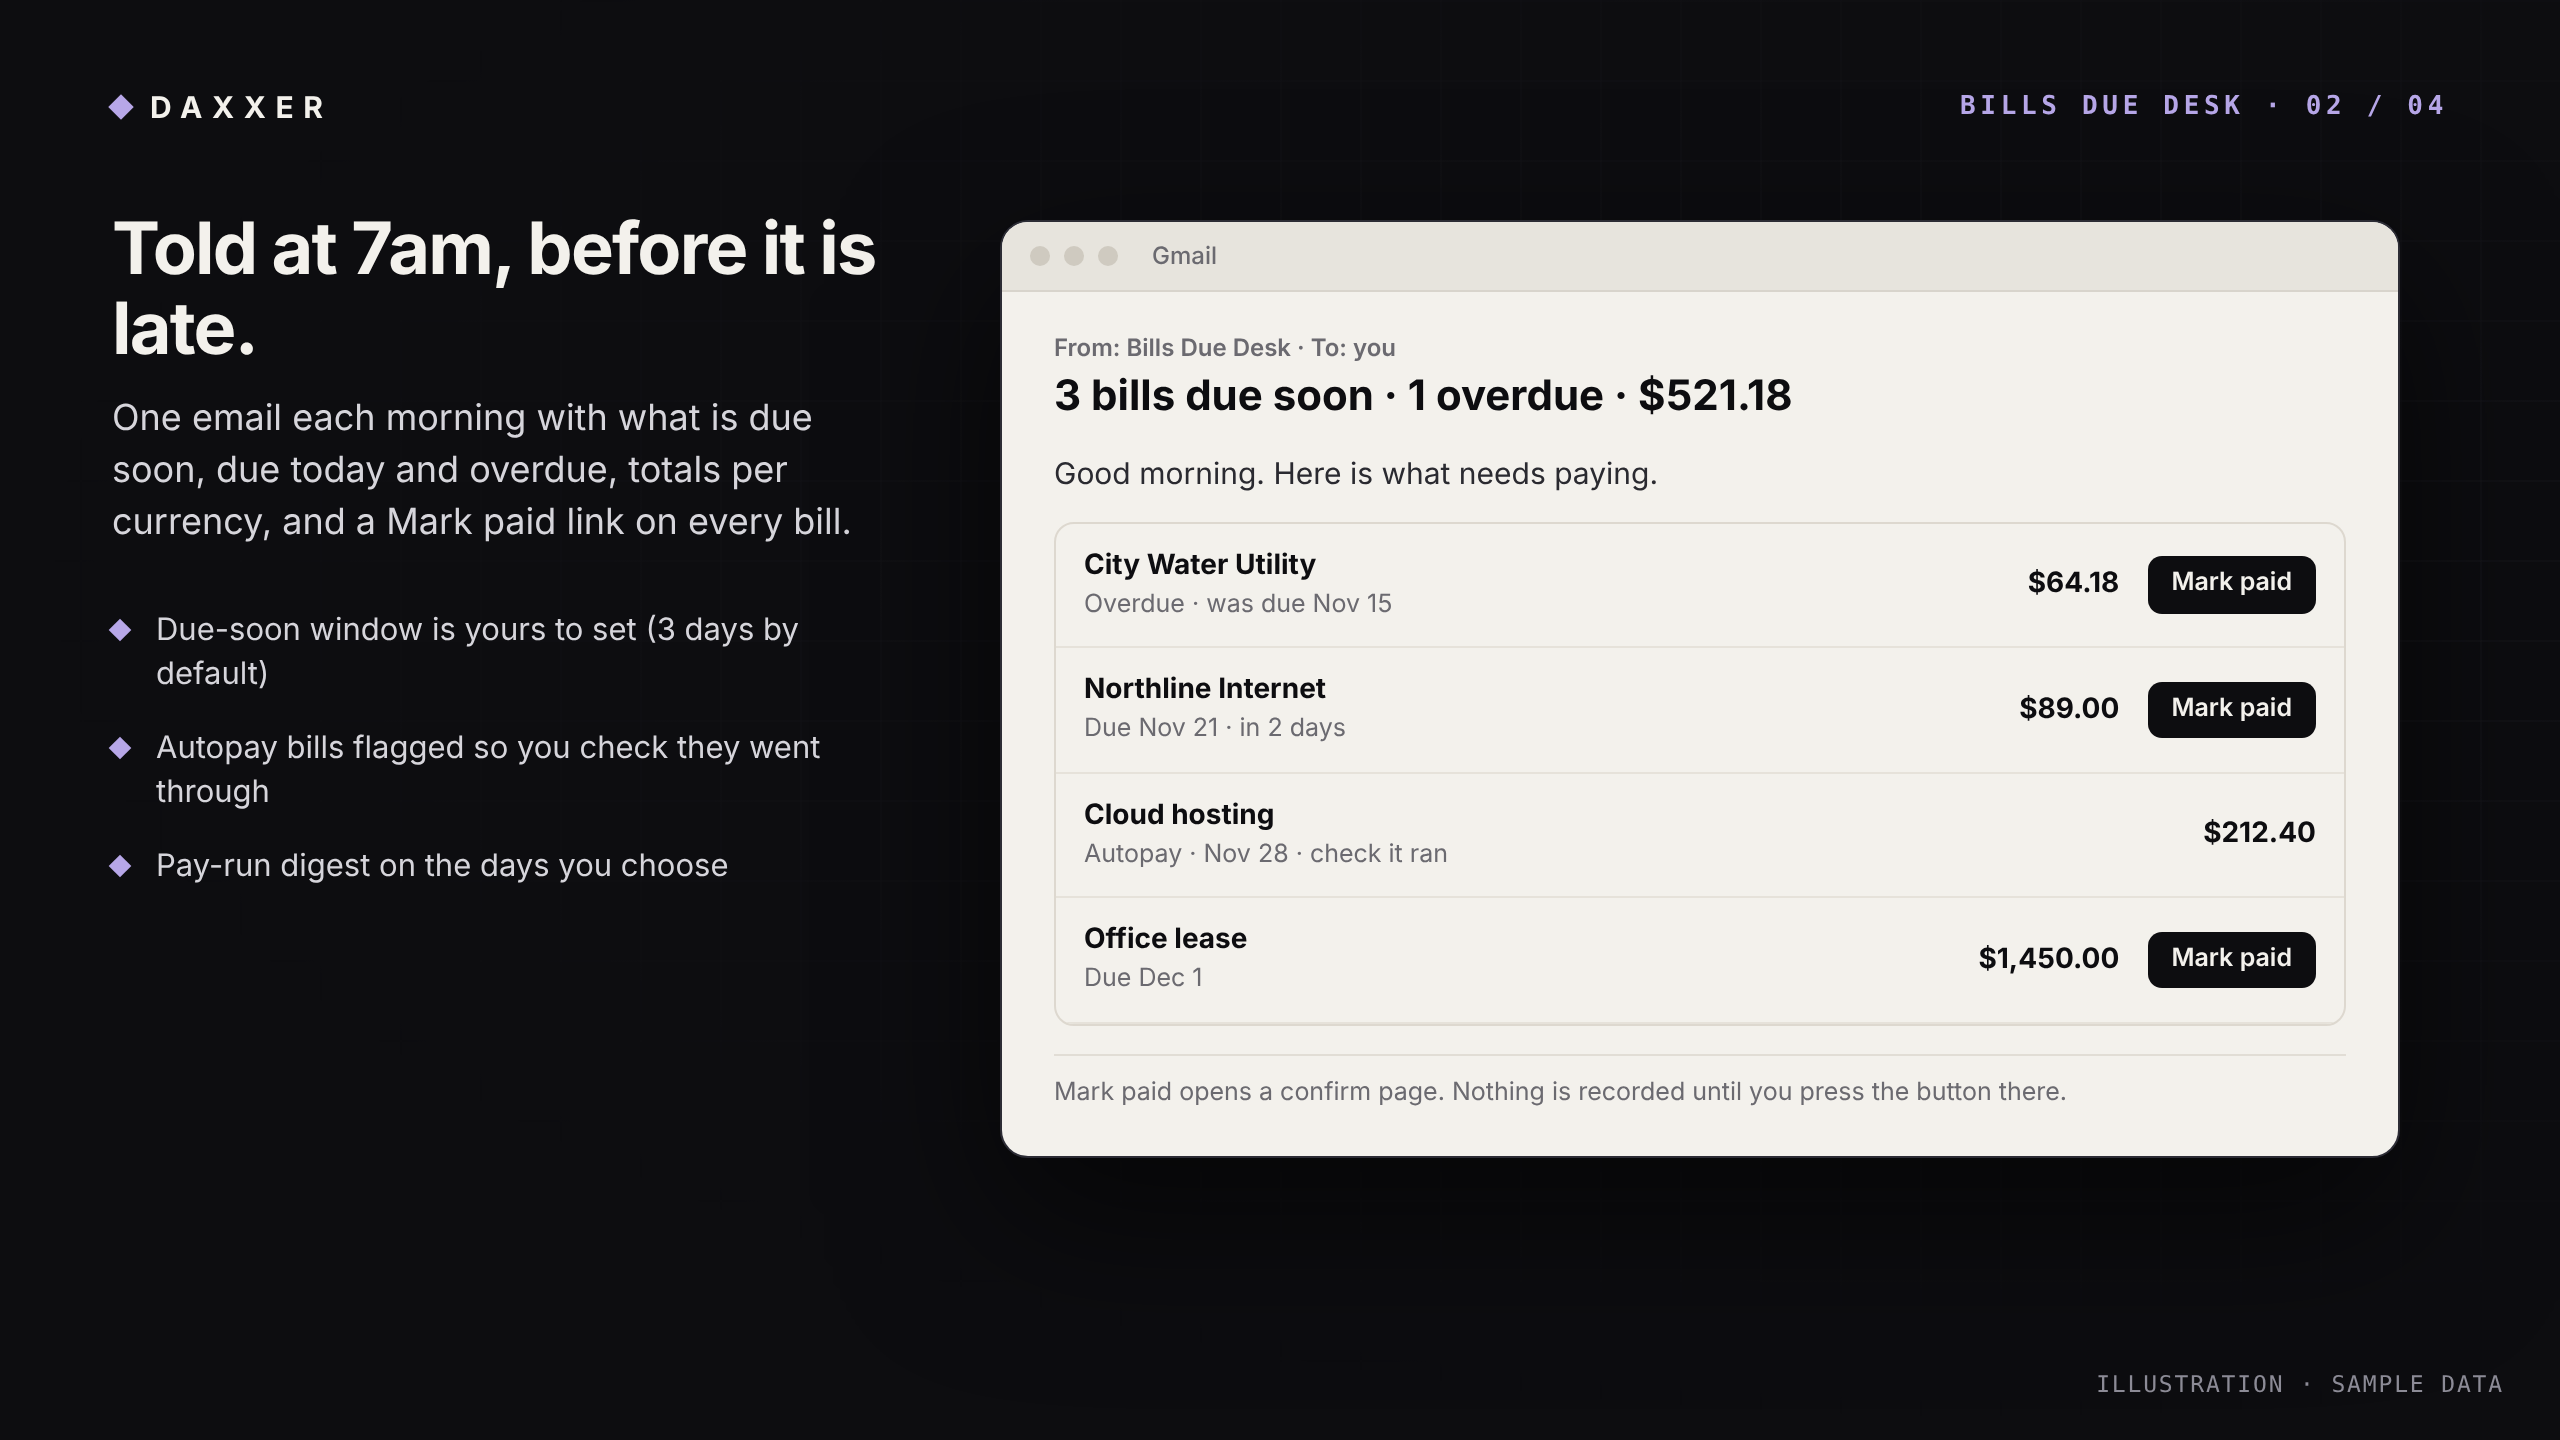 DAXXER
BILLS DUE DESK · 02 / 04
Told at 7am, before it is
late.
One email each morning with what is due
soon, due today and overdue, totals per
currency, and a Mark paid link on every bill.
Due-soon window is yours to set (3 days by
default)
Autopay bills flagged so you check they went
through
Pay-run digest on the days you choose
Gmail
From: Bills Due Desk · To: you
3 bills due soon · 1 overdue · $521.18
Good morning. Here is what needs paying.
City Water Utility
Overdue · was due Nov 15
$64.18 Mark paid
Northline Internet
Due Nov 21 · in 2 days
$89.00 Mark paid
Cloud hosting
Autopay · Nov 28 · check it ran
$212.40
Office lease
Due Dec 1
$1,450.00 Mark paid
Mark paid opens a confirm page. Nothing is recorded until you press the button there.
ILLUSTRATION · SAMPLE DATA